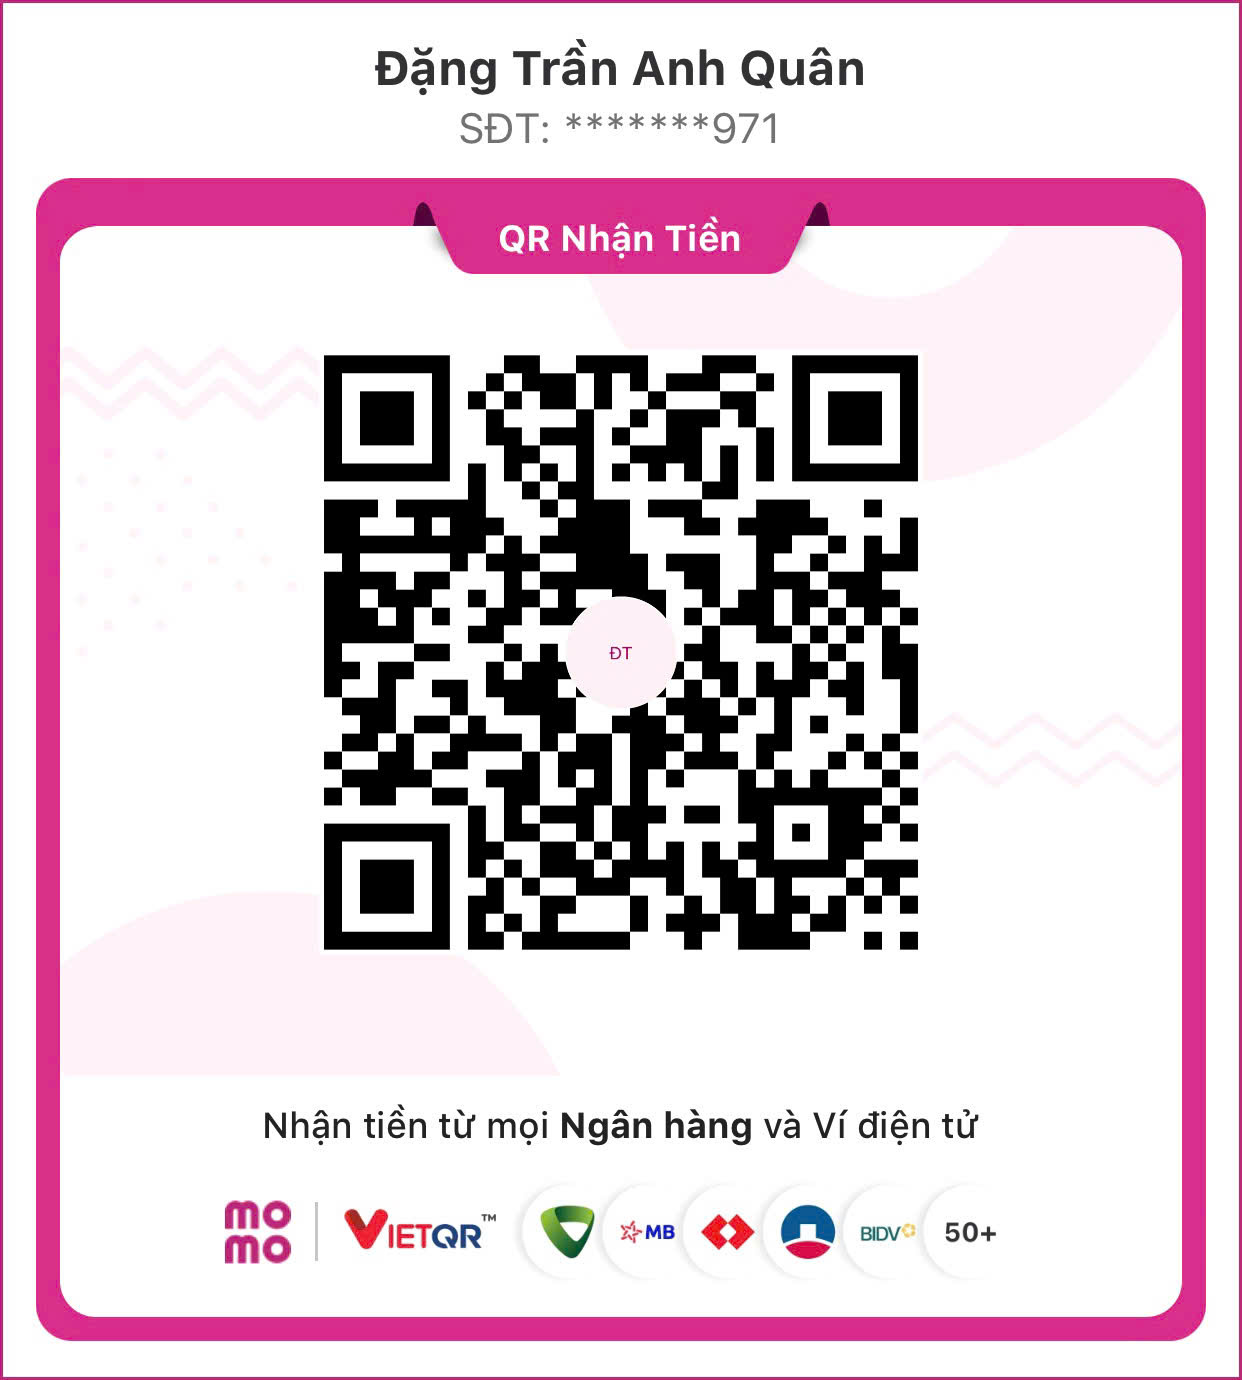 Đặng Trần Anh Quân
SĐT: *******971
QR Nhận Tiền
ĐT
Nhận tiền từ mọi Ngân hàng và Ví điện tử
mo mo VIETQR™ MB BIDV 50+